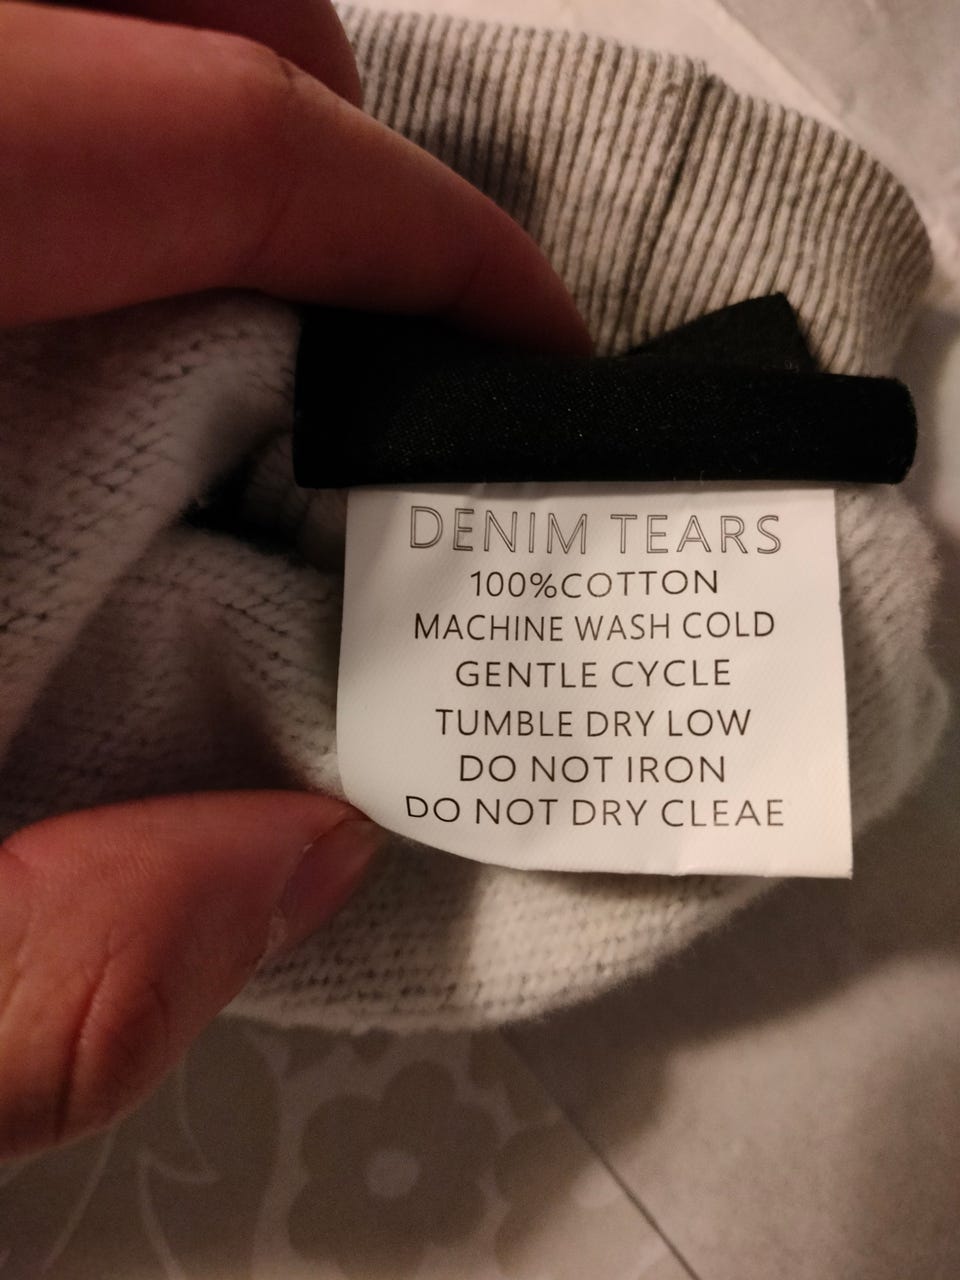 DENIM TEARS
100%COTTON
MACHINE WASH COLD
GENTLE CYCLE
TUMBLE DRY LOW
DO NOT IRON
DO NOT DRY CLEAE